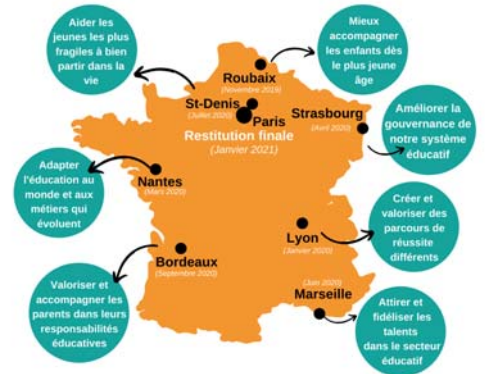 Aider les
jeunes les plus
fragiles à bien
partir dans la
vie
Mieux
accompagner
les enfants dès
le plus jeune
âge
Roubaix
(Novembre 2019)
St-Denis
(Juillet 2020)
Paris
Restitution finale
(Janvier 2021)
Strasbourg
(Avril 2020)
Améliorer la
gouvernance de
notre système
éducatif
Adapter
l'éducation au
monde et aux
métiers qui
évoluent
Nantes
(Mars 2020)
Créer et
valoriser des
parcours de
réussite
différents
Lyon
(Janvier 2020)
Bordeaux
(Septembre 2020)
Valoriser et
accompagner les
parents dans leurs
responsabilités
éducatives
(Juin 2020)
Marseille
Attirer et
fidéliser les
talents
dans le secteur
éducatif